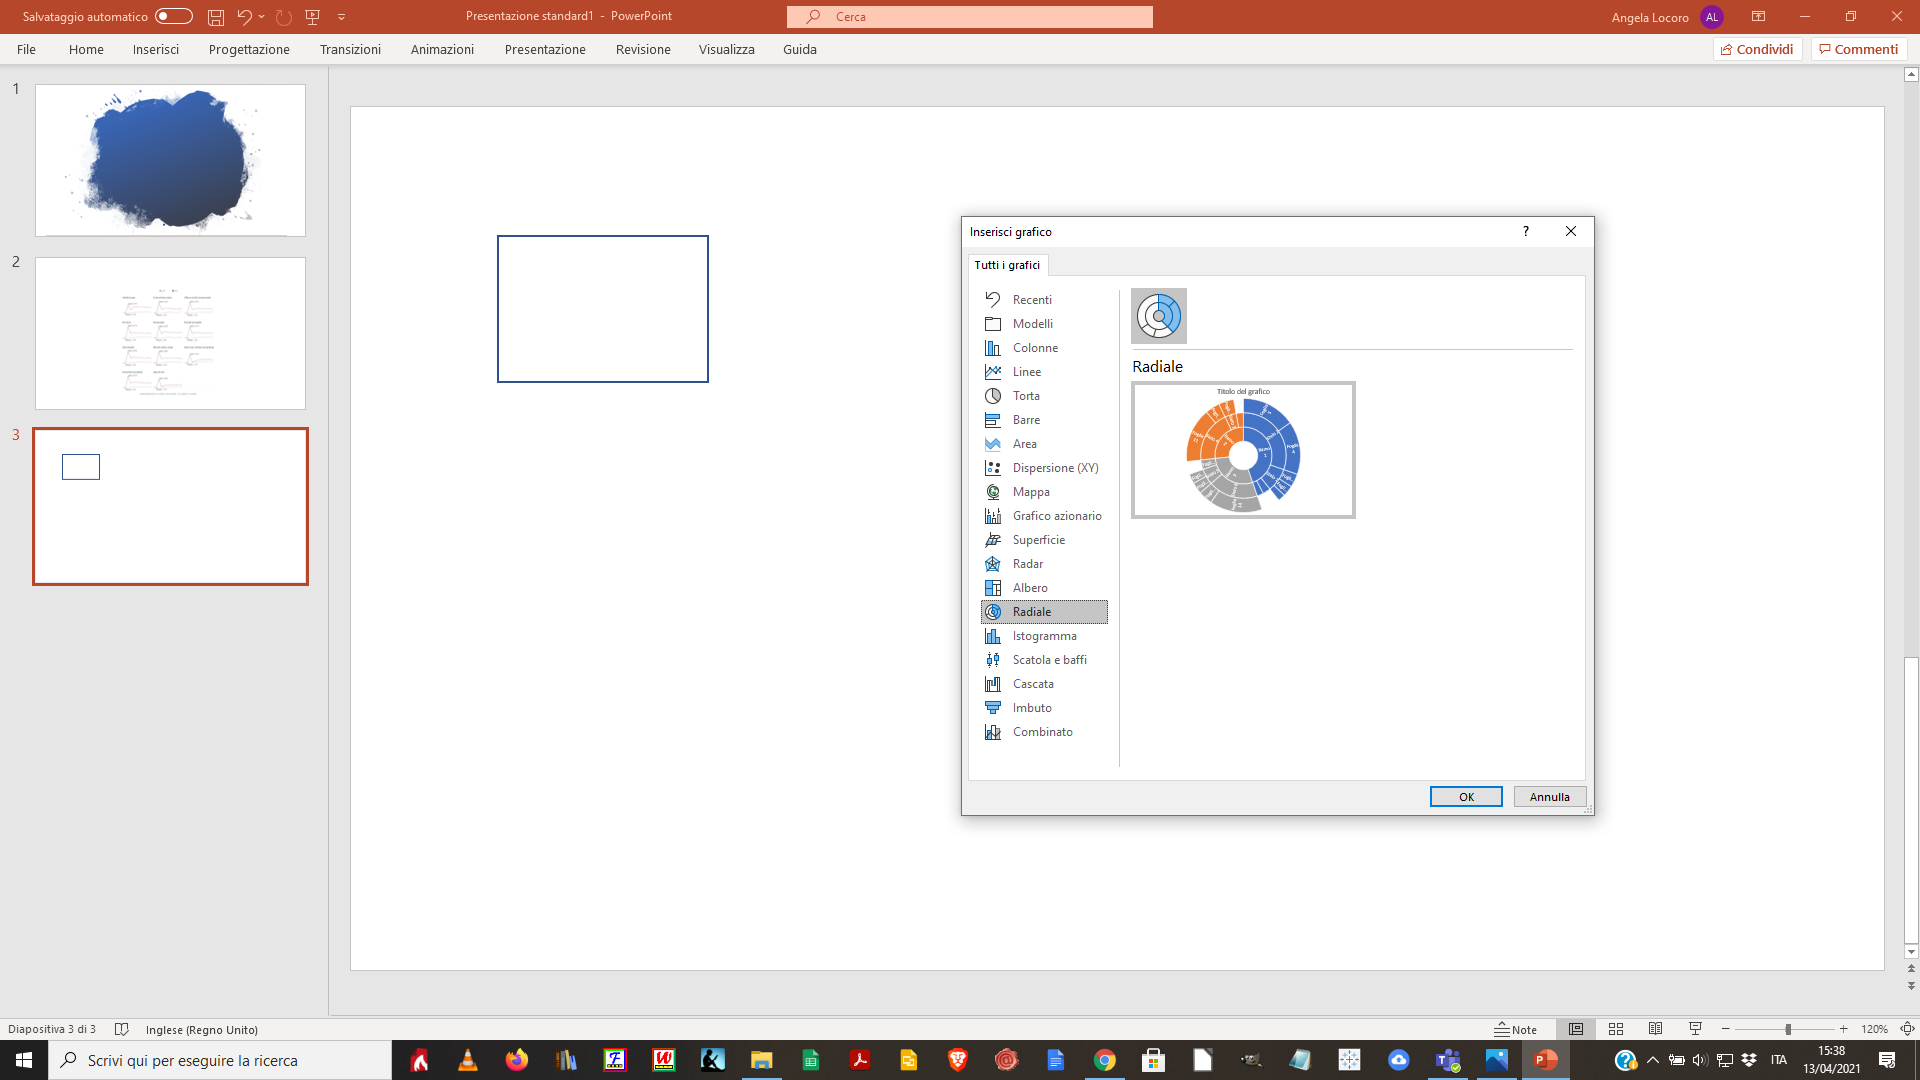 Salvataggio automatico
Presentazione standard1 - PowerPoint
Cerca
Angela Locoro
AL
File
Home
Inserisci
Progettazione
Transizioni
Animazioni
Presentazione
Revisione
Visualizza
Guida
Condividi
Commenti
1
2
3
Inserisci grafico
?
Tutti i grafici
Recenti
Modelli
Colonne
Linee
Torta
Barre
Area
Dispersione (XY)
Mappa
Grafico azionario
Superficie
Radar
Albero
Radiale
Istogramma
Scatola e baffi
Cascata
Imbuto
Combinato
Radiale
Titolo del grafico
OK
Annulla
Diapositiva 3 di 3
Inglese (Regno Unito)
Note
120%
Scrivi qui per eseguire la ricerca
ITA
15:38
13/04/2021